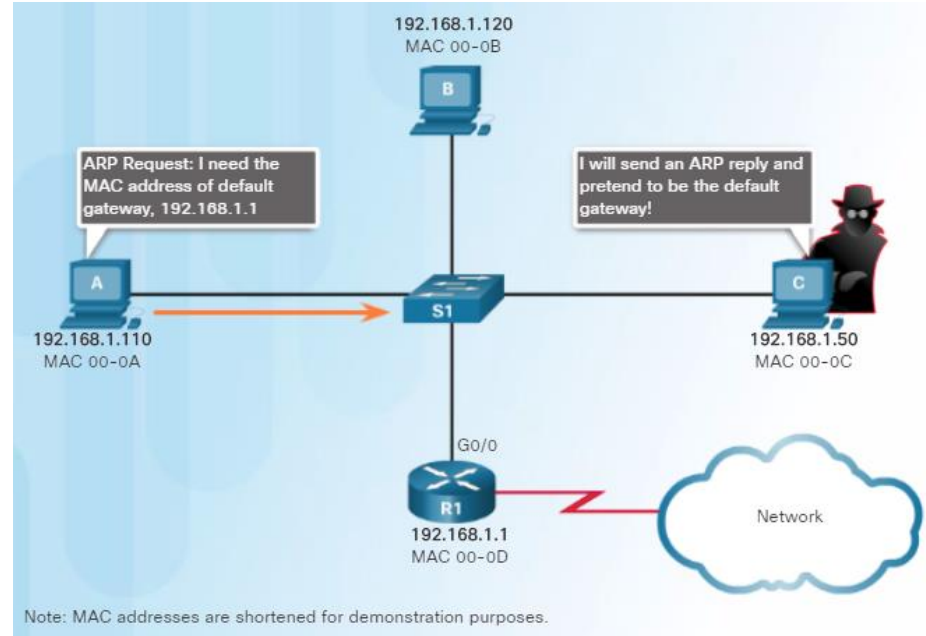 192.168.1.120
MAC 00-0B
B
ARP Request: I need the
MAC address of default
gateway, 192.168.1.1
I will send an ARP reply and
pretend to be the default
gateway!
A
S1
C
192.168.1.110
MAC 00-0A
192.168.1.50
MAC 00-0C
G0/0
R1
192.168.1.1
MAC 00-0D
Network
Note: MAC addresses are shortened for demonstration purposes.